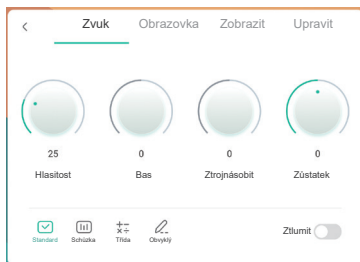 Zvuk Obrazovka Zobrazit Upravit
25 0 0 0
Hlasitost Bas Ztrojnásobit Zůstatek
Standard Schůzka Třída Obvyklý Ztlumit